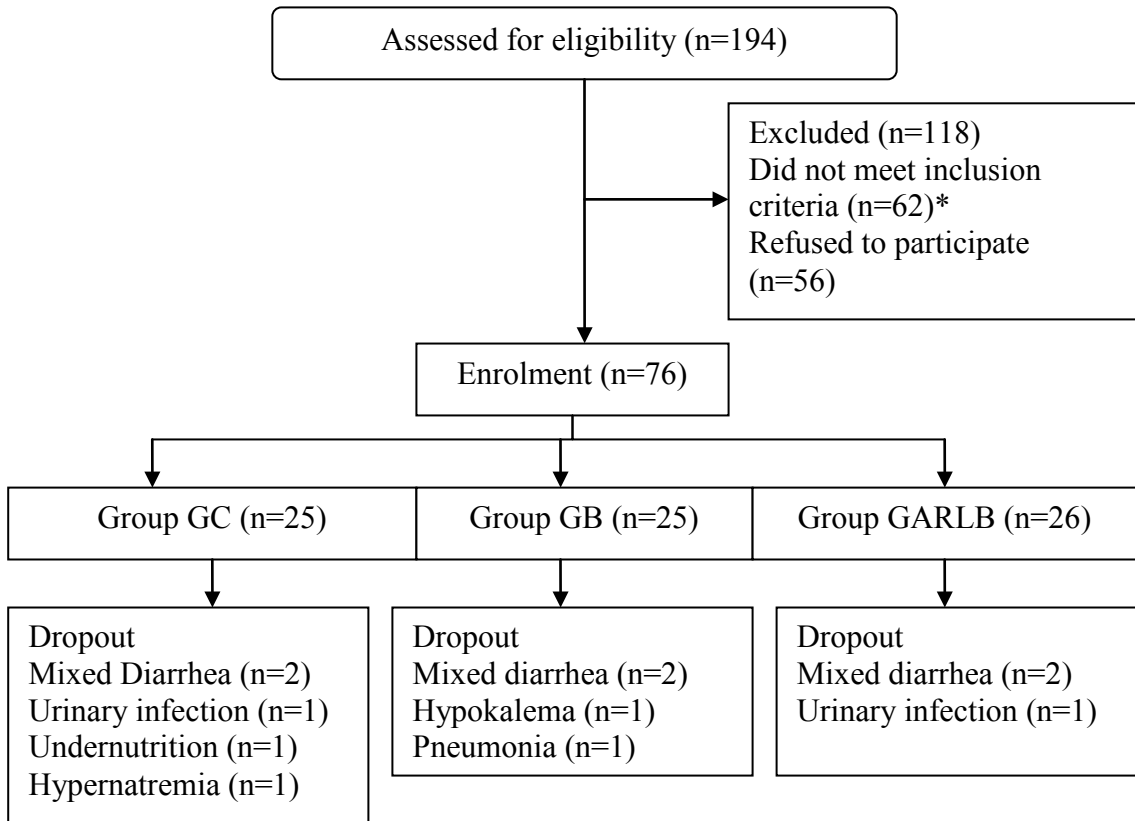 Assessed for eligibility (n=194)
Excluded (n=118)
Did not meet inclusion
criteria (n=62)*
Refused to participate
(n=56)
Enrolment (n=76)
Group GC (n=25)
Group GB (n=25)
Group GARLB (n=26)
Dropout
Mixed Diarrhea (n=2)
Urinary infection (n=1)
Undernutrition (n=1)
Hypernatremia (n=1)
Dropout
Mixed diarrhea (n=2)
Hypokalema (n=1)
Pneumonia (n=1)
Dropout
Mixed diarrhea (n=2)
Urinary infection (n=1)